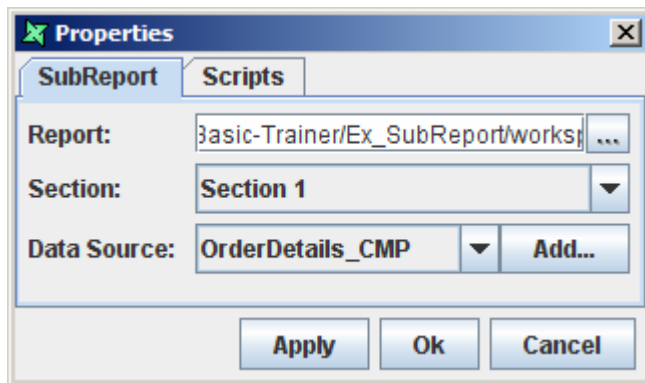 Properties
SubReport Scripts
Report: Basic-Trainer/Ex_SubReport/worksp ...
Section: Section 1
Data Source: OrderDetails_CMP Add...
Apply Ok Cancel